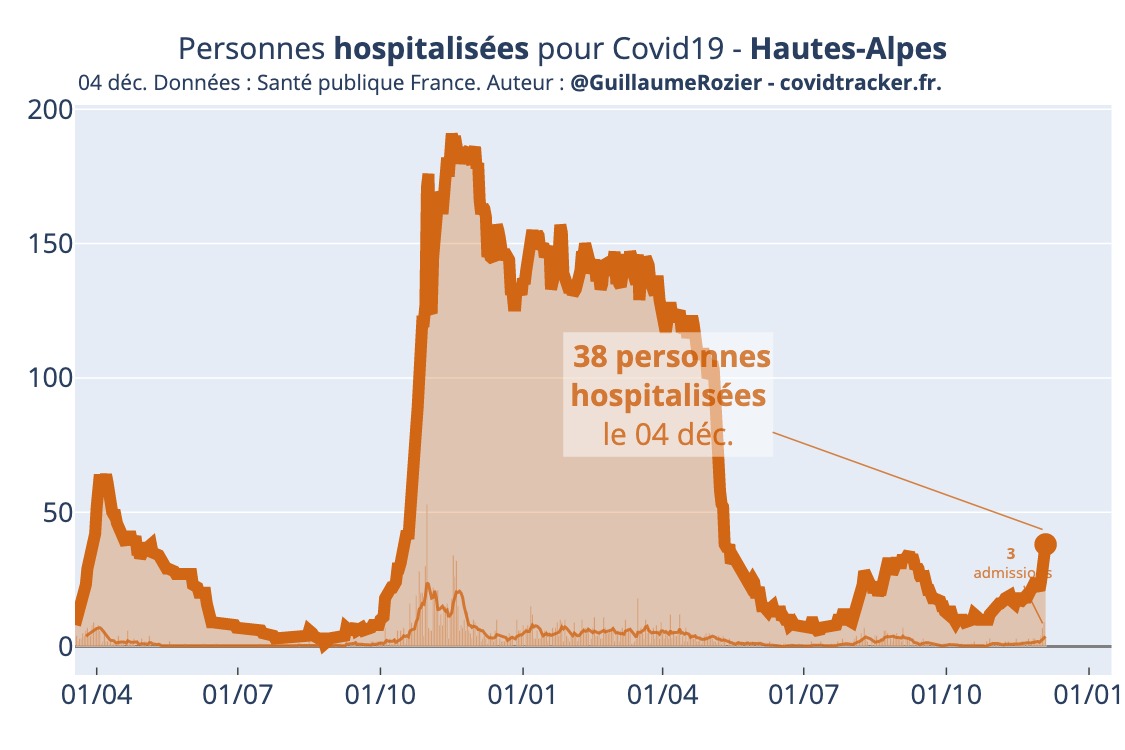 Personnes hospitalisées pour Covid19 - Hautes-Alpes
04 déc. Données : Santé publique France. Auteur : @GuillaumeRozier - covidtracker.fr.
200
150
100
50
0
38 personnes
hospitalisées
le 04 déc.
3
admissions
01/04 01/07 01/10 01/01 01/04 01/07 01/10 01/01